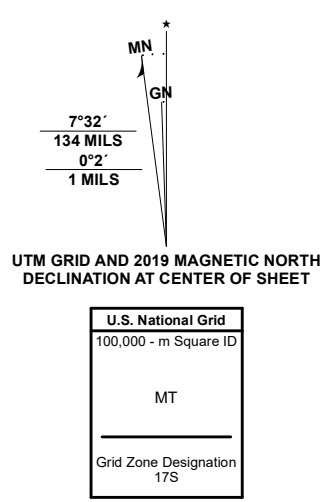 MN
GN
7°32´
134 MILS
0°2´
1 MILS
UTM GRID AND 2019 MAGNETIC NORTH
DECLINATION AT CENTER OF SHEET
U.S. National Grid
100,000 - m Square ID
MT
Grid Zone Designation
17S